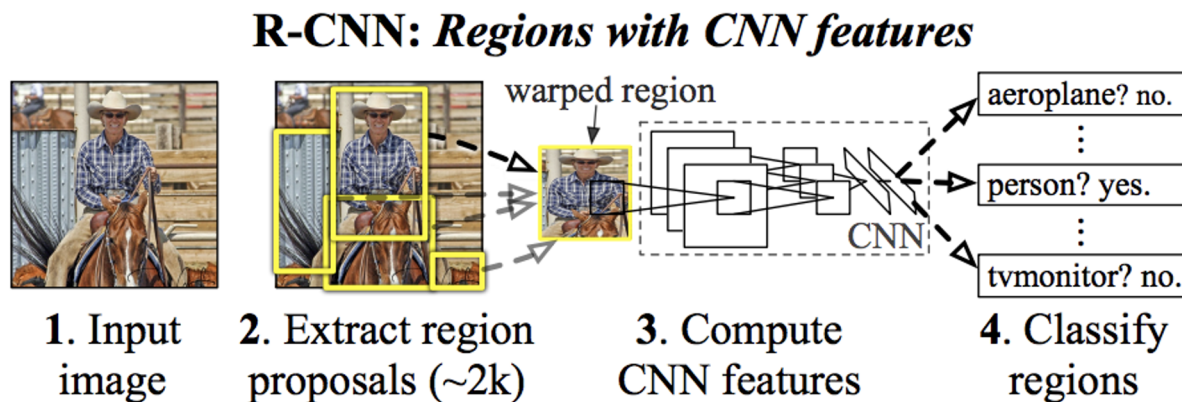 R-CNN: Regions with CNN features
warped region
aeroplane? no.
person? yes.
CNN
tvmonitor? no.
1. Input
image
2. Extract region
proposals (~2k)
3. Compute
CNN features
4. Classify
regions